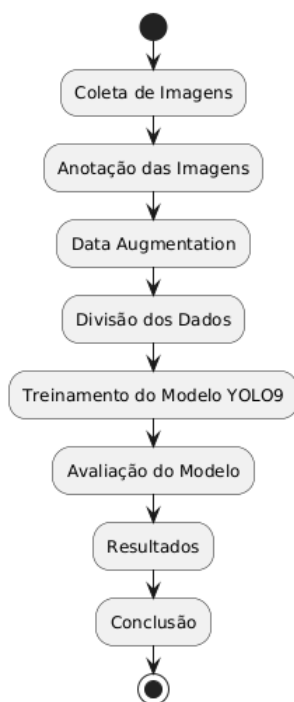 Coleta de Imagens
Anotação das Imagens
Data Augmentation
Divisão dos Dados
Treinamento do Modelo YOLO9
Avaliação do Modelo
Resultados
Conclusão